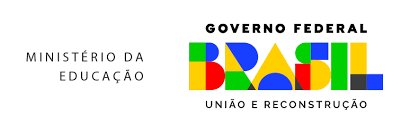 MINISTÉRIO DA
EDUCAÇÃO
GOVERNO FEDERAL
BRASIL
UNIÃO E RECONSTRUÇÃO